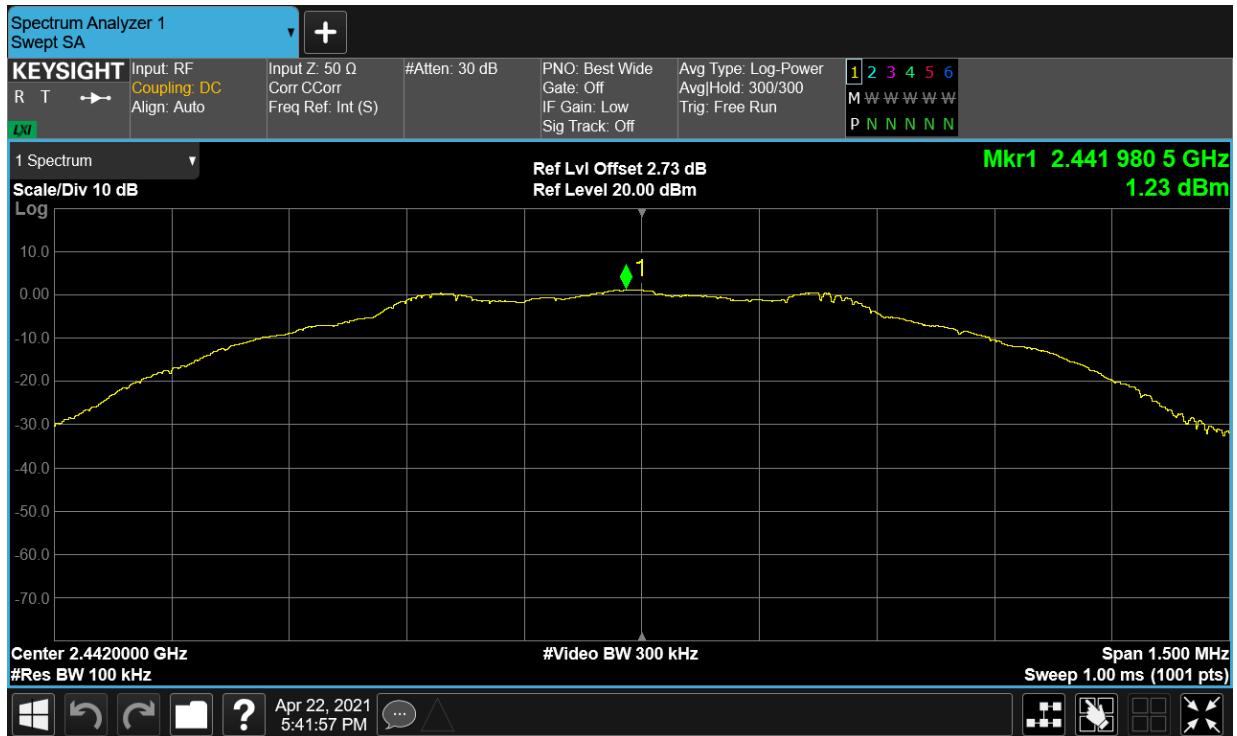 Spectrum Analyzer 1
Swept SA
+
KEYSIGHT
R T
LXI
Input: RF
Coupling: DC
Align: Auto
Input Z: 50 Ω
Corr CCorr
Freq Ref: Int (S)
#Atten: 30 dB
PNO: Best Wide
Gate: Off
IF Gain: Low
Sig Track: Off
Avg Type: Log-Power
Avg|Hold: 300/300
Trig: Free Run
1 2 3 4 5 6
M W W W W W
P N N N N N
1 Spectrum
Ref Lvl Offset 2.73 dB
Mkr1 2.441 980 5 GHz
Scale/Div 10 dB
Ref Level 20.00 dBm
1.23 dBm
Log
1
10.0
0.00
-10.0
-20.0
-30.0
-40.0
-50.0
-60.0
-70.0
Center 2.4420000 GHz
#Video BW 300 kHz
Span 1.500 MHz
#Res BW 100 kHz
Sweep 1.00 ms (1001 pts)
?
Apr 22, 2021
5:41:57 PM